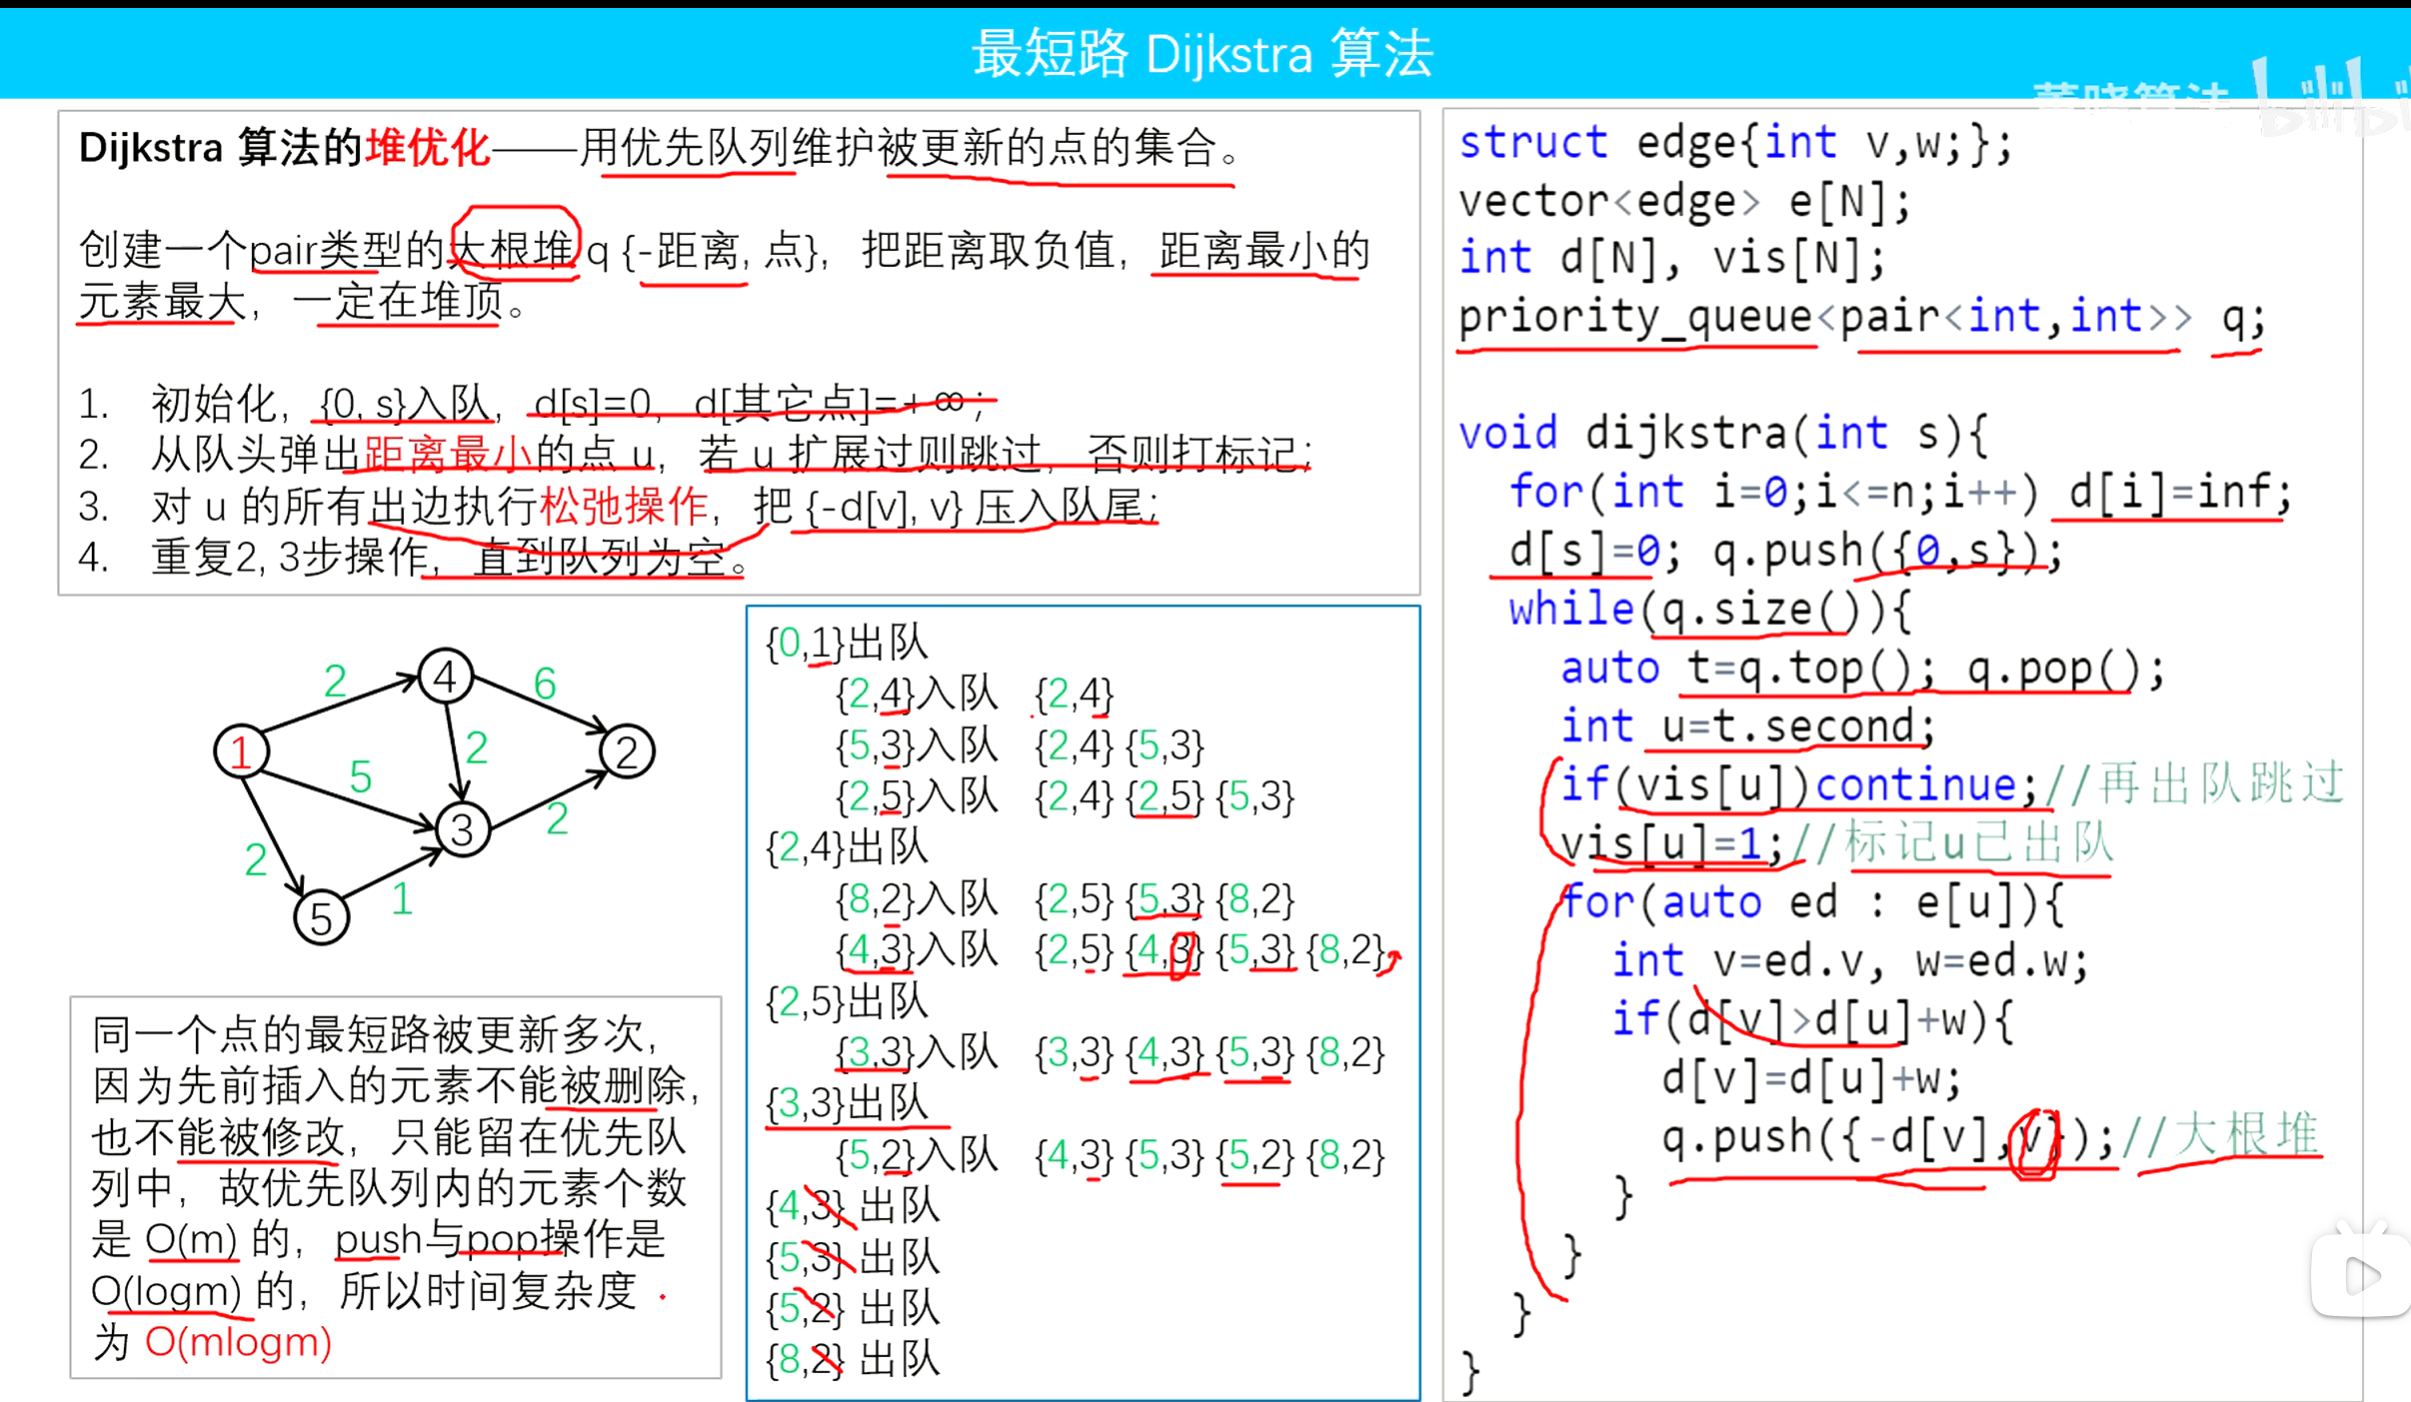 最短路 Dijkstra 算法
董晓算法 bilibili
Dijkstra 算法的堆优化——用优先队列维护被更新的点的集合。
创建一个pair类型的大根堆 q {-距离, 点}，把距离取负值，距离最小的
元素最大，一定在堆顶。
1. 初始化，{0, s}入队，d[s]=0，d[其它点]=+∞；
2. 从队头弹出距离最小的点 u，若 u 扩展过则跳过，否则打标记；
3. 对 u 的所有出边执行松弛操作，把 {-d[v], v} 压入队尾；
4. 重复2, 3步操作，直到队列为空。
2
4
6
1
5
2
2
3
2
2
5
1
同一个点的最短路被更新多次，
因为先前插入的元素不能被删除，
也不能被修改，只能留在优先队
列中，故优先队列内的元素个数
是 O(m) 的，push与pop操作是
O(logm) 的，所以时间复杂度
为 O(mlogm)
{0,1}出队
{2,4}入队 {2,4}
{5,3}入队 {2,4} {5,3}
{2,5}入队 {2,4} {2,5} {5,3}
{2,4}出队
{8,2}入队 {2,5} {5,3} {8,2}
{4,3}入队 {2,5} {4,3} {5,3} {8,2}
{2,5}出队
{3,3}入队 {3,3} {4,3} {5,3} {8,2}
{3,3}出队
{5,2}入队 {4,3} {5,3} {5,2} {8,2}
{4,3} 出队
{5,3} 出队
{5,2} 出队
{8,2} 出队
struct edge{int v,w;};
vector<edge> e[N];
int d[N], vis[N];
priority_queue<pair<int,int>> q;
void dijkstra(int s){
for(int i=0;i<=n;i++) d[i]=inf;
d[s]=0; q.push({0,s});
while(q.size()){
auto t=q.top(); q.pop();
int u=t.second;
if(vis[u])continue;//再出队跳过
vis[u]=1;//标记u已出队
for(auto ed : e[u]){
int v=ed.v, w=ed.w;
if(d[v]>d[u]+w){
d[v]=d[u]+w;
q.push({-d[v],v});//大根堆
}
}
}
}